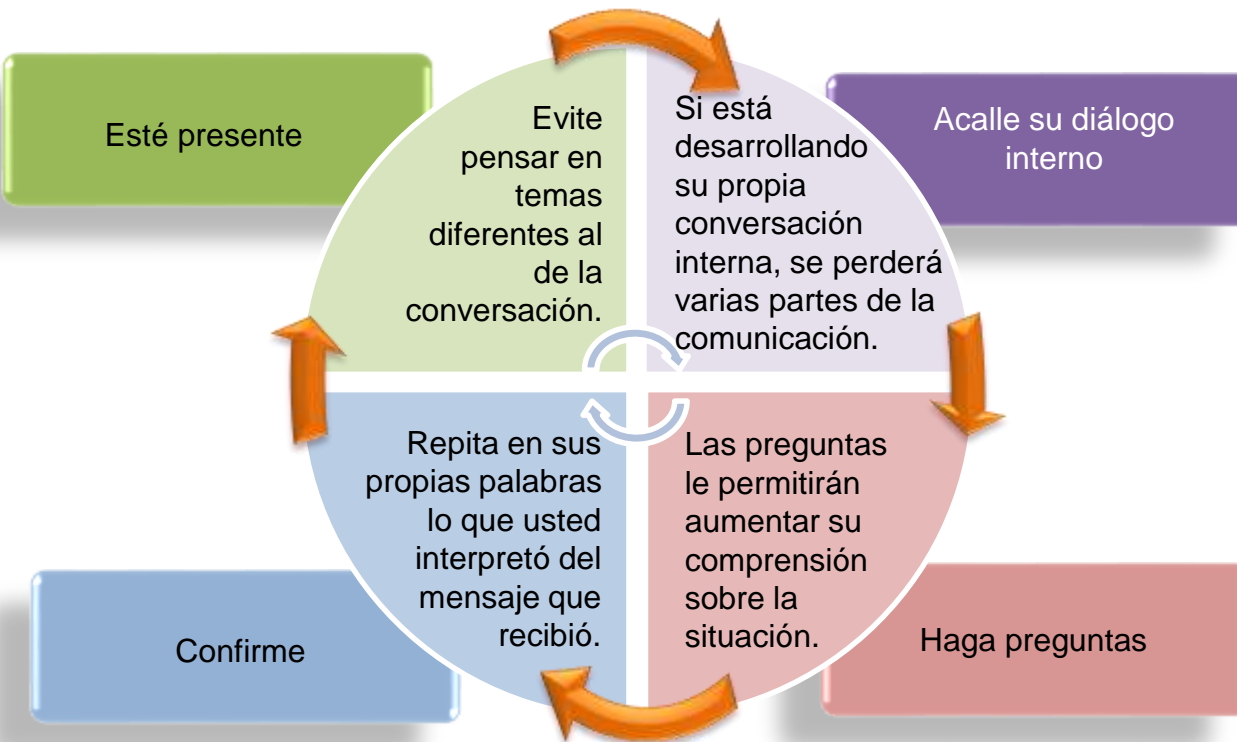 Esté presente
Evite
pensar en
temas
diferentes al
de la
conversación.
Si está
desarrollando
su propia
conversación
interna, se perderá
varias partes de la
comunicación.
Acalle su diálogo
interno
Confirme
Repita en sus
propias palabras
lo que usted
interpretó del
mensaje que
recibió.
Las preguntas
le permitirán
aumentar su
comprensión
sobre la
situación.
Haga preguntas